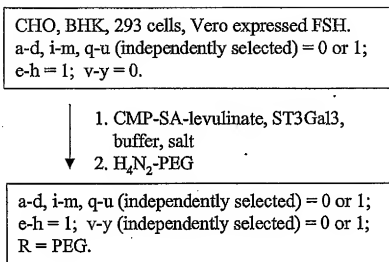 CHO, BHK, 293 cells, Vero expressed FSH.
a-d, i-m, q-u (independently selected) = 0 or 1;
e-h = 1; v-y = 0.
1. CMP-SA-levulinate, ST3Gal3,
buffer, salt
2. H₄N₂-PEG
a-d, i-m, q-u (independently selected) = 0 or 1;
e-h = 1; v-y (independently selected) = 0 or 1;
R = PEG.